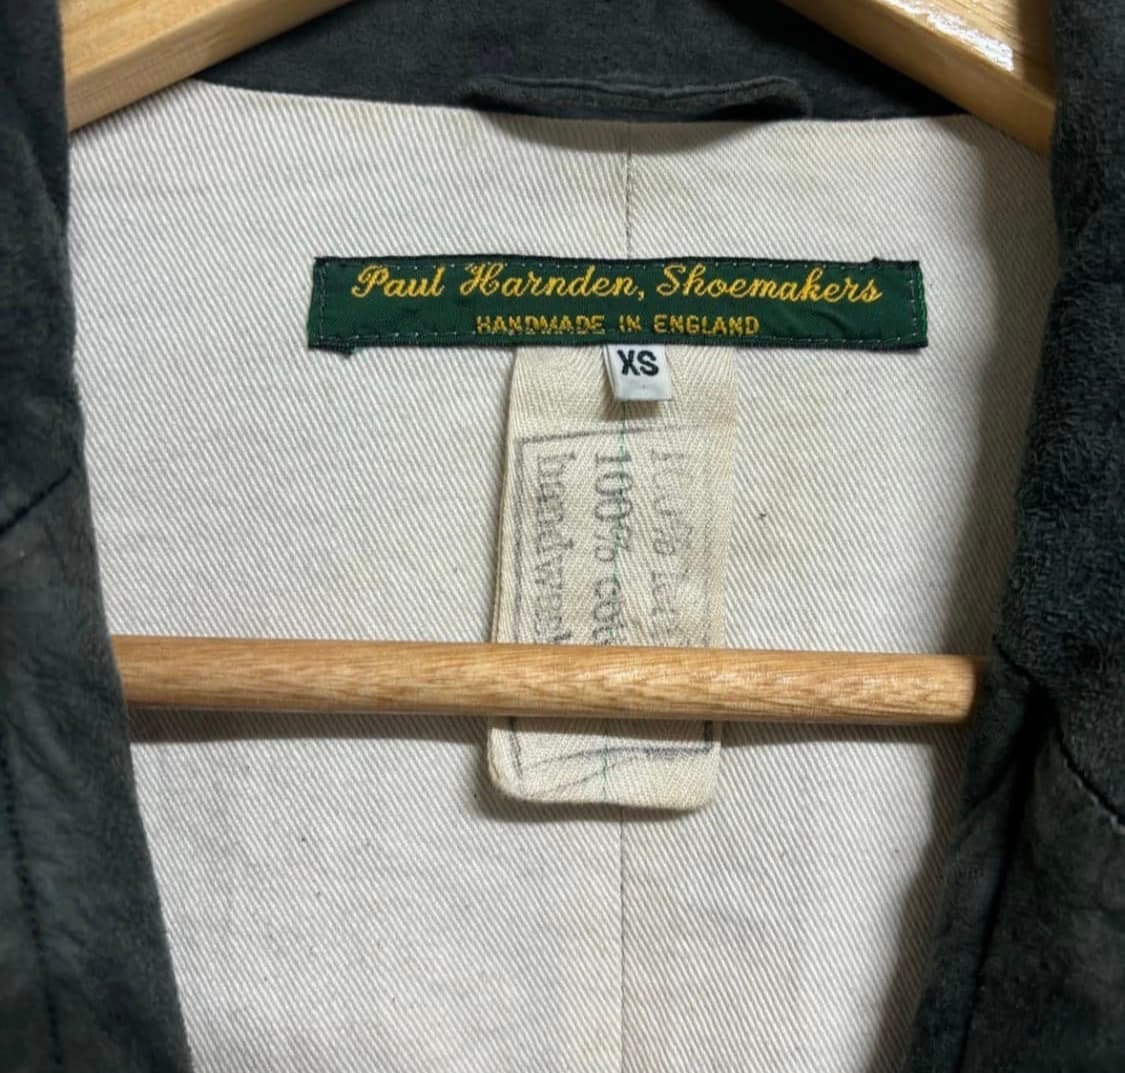 Paul Harnden, Shoemakers
HANDMADE IN ENGLAND
XS
100% cot